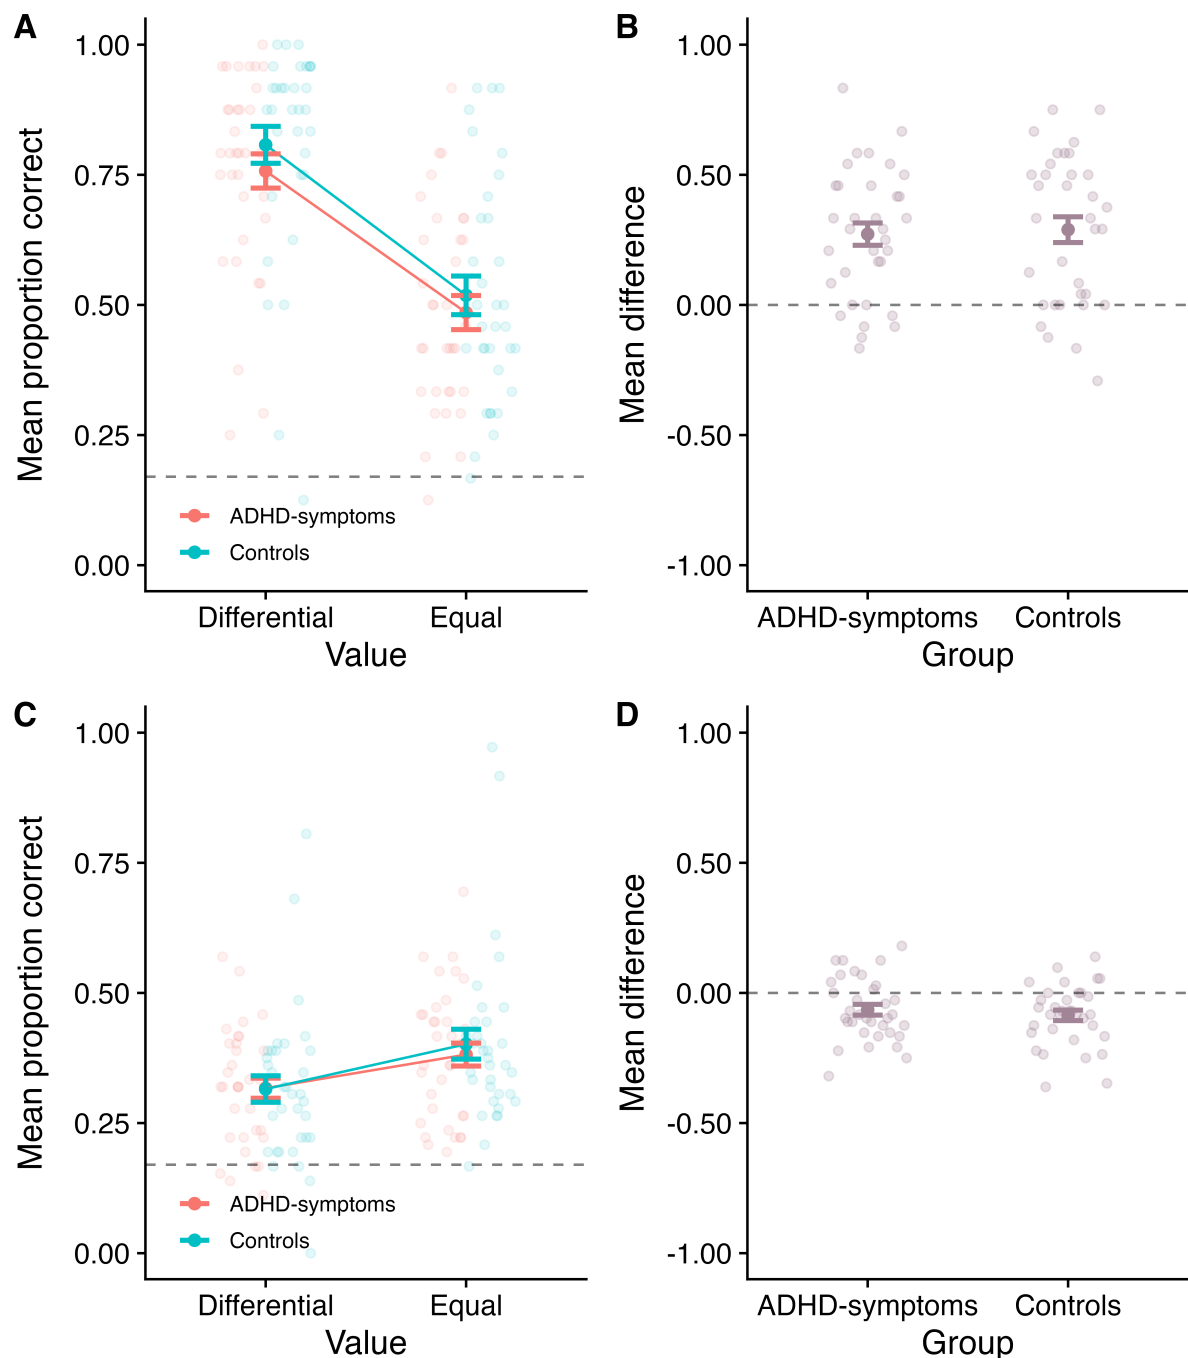 A
Mean proportion correct
1.00
0.75
0.50
0.25
0.00
ADHD-symptoms
Controls
Differential
Equal
Value
B
Mean difference
1.00
0.50
0.00
-0.50
-1.00
ADHD-symptoms
Controls
Group
C
Mean proportion correct
1.00
0.75
0.50
0.25
0.00
ADHD-symptoms
Controls
Differential
Equal
Value
D
Mean difference
1.00
0.50
0.00
-0.50
-1.00
ADHD-symptoms
Controls
Group